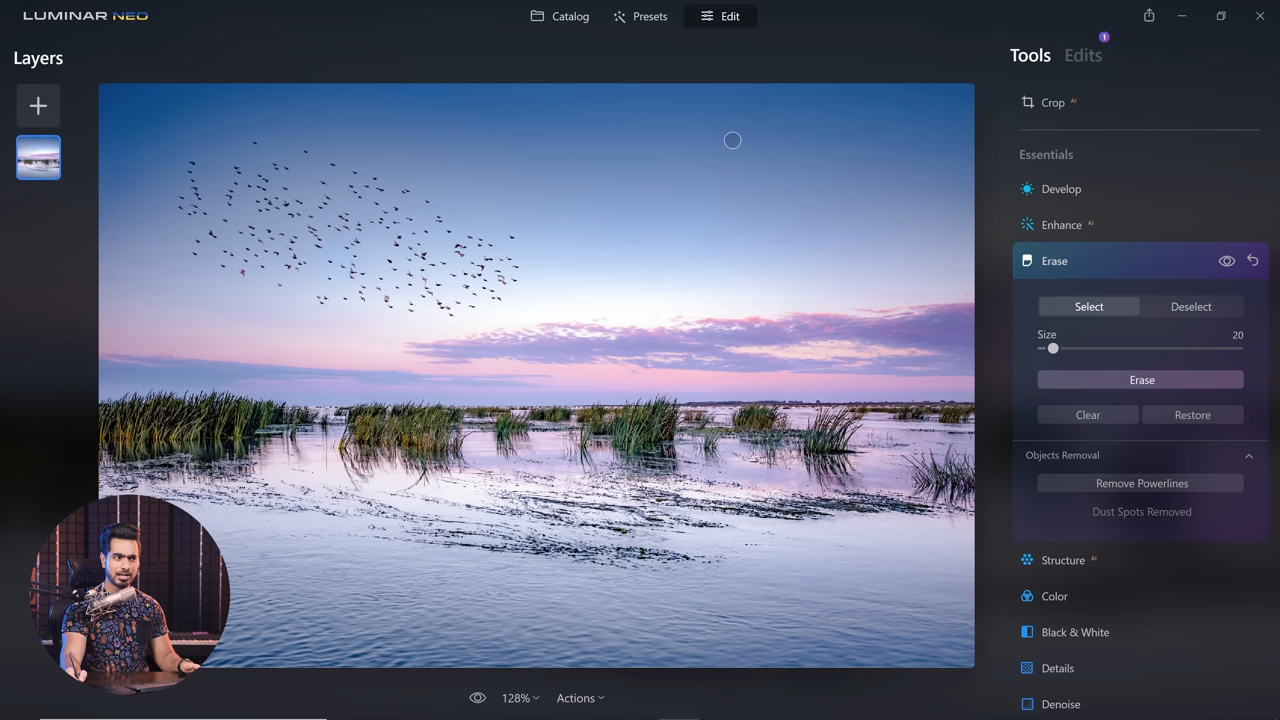 LUMINAR NEO
Catalog
Presets
Edit
Layers
1
Tools
Edits
Crop AI
Essentials
Develop
Enhance AI
Erase
Select
Deselect
Size
20
Erase
Clear
Restore
Objects Removal
Remove Powerlines
Dust Spots Removed
Structure AI
Color
Black & White
Details
Denoise
128%
Actions